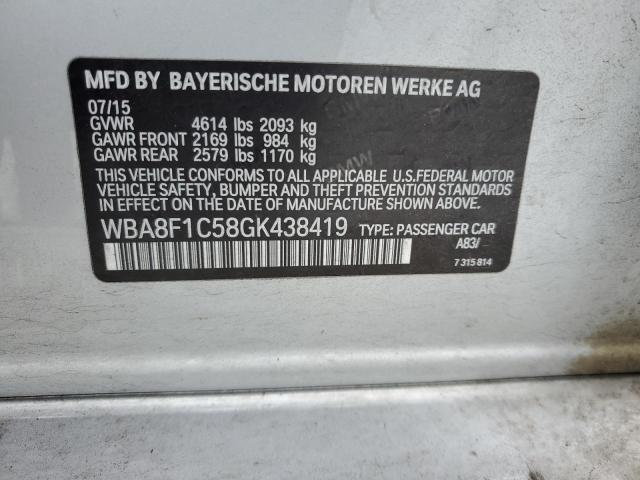 MFD BY BAYERISCHE MOTOREN WERKE AG
07/15
GVWR 4614 lbs 2093 kg
GAWR FRONT 2169 lbs 984 kg
GAWR REAR 2579 lbs 1170 kg
THIS VEHICLE CONFORMS TO ALL APPLICABLE U.S.FEDERAL MOTOR
VEHICLE SAFETY, BUMPER AND THEFT PREVENTION STANDARDS
IN EFFECT ON THE DATE OF MANUFACTURE SHOWN ABOVE.
WBA8F1C58GK438419 TYPE: PASSENGER CAR
A83/
7 315 814